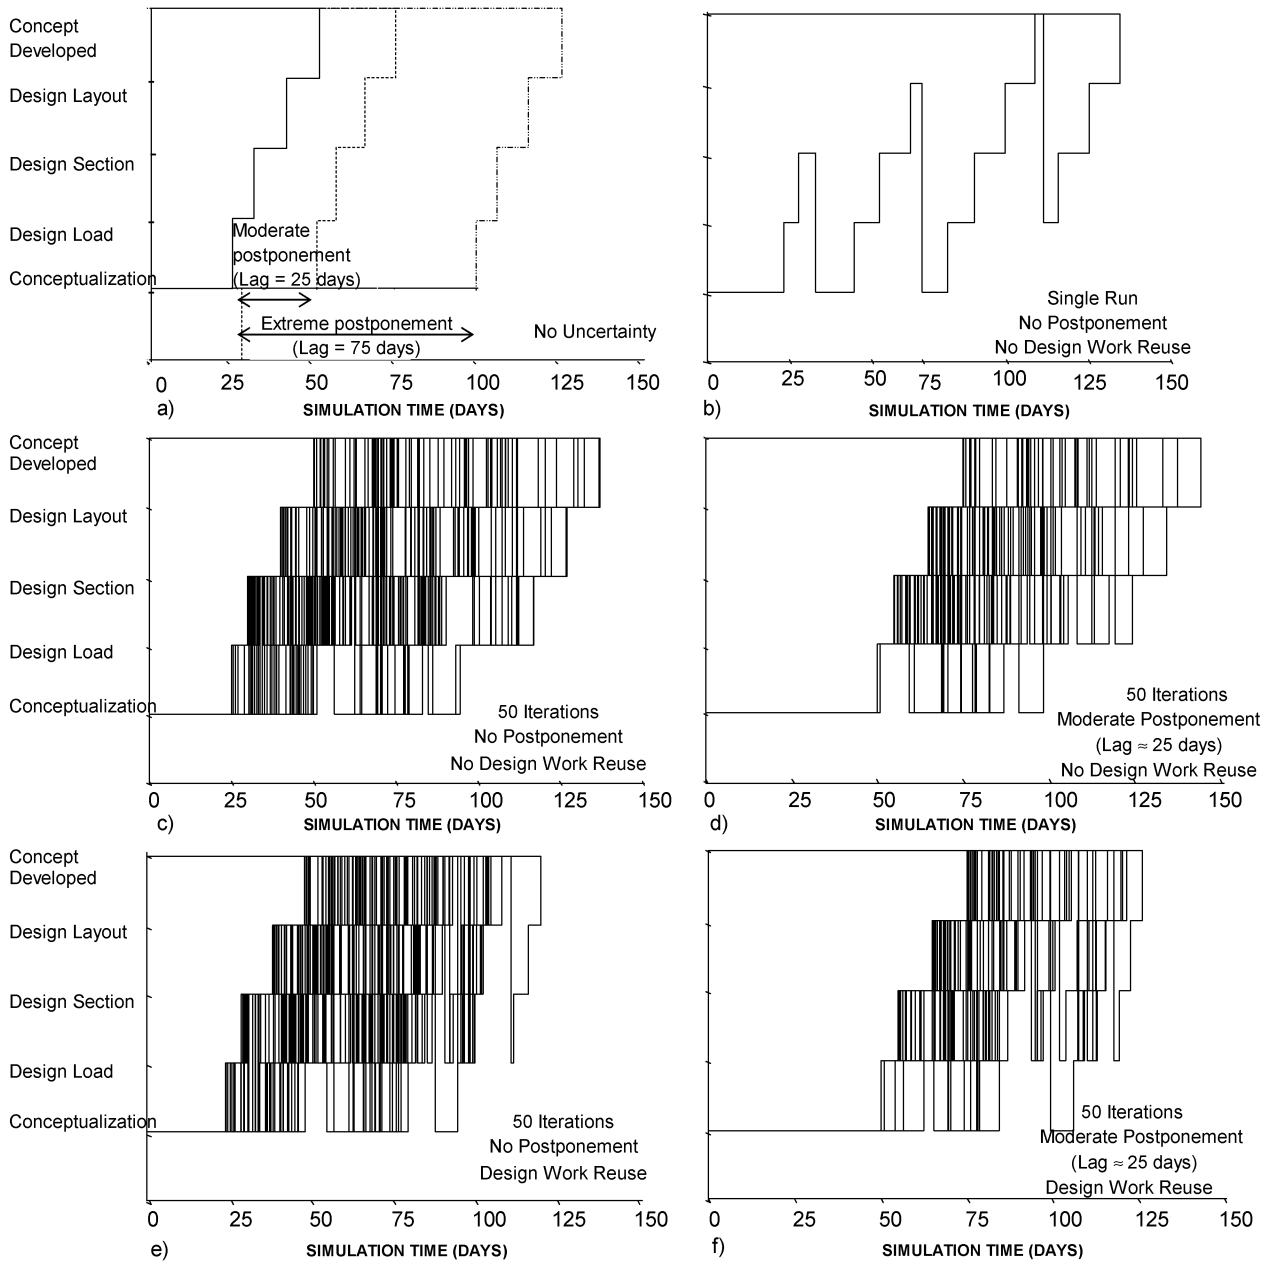 Concept
Developed
Design Layout
Design Section
Design Load
Conceptualization
Moderate
postponement
(Lag = 25 days)
Extreme postponement
(Lag = 75 days)
No Uncertainty
0 25 50 75 100 125 150
a)
SIMULATION TIME (DAYS)
Single Run
No Postponement
No Design Work Reuse
0 25 50 75 100 125 150
b)
SIMULATION TIME (DAYS)
Concept
Developed
Design Layout
Design Section
Design Load
Conceptualization
50 Iterations
No Postponement
No Design Work Reuse
0 25 50 75 100 125 150
c)
SIMULATION TIME (DAYS)
50 Iterations
Moderate Postponement
(Lag ≈ 25 days)
No Design Work Reuse
0 25 50 75 100 125 150
d)
SIMULATION TIME (DAYS)
Concept
Developed
Design Layout
Design Section
Design Load
Conceptualization
50 Iterations
No Postponement
Design Work Reuse
0 25 50 75 100 125 150
e)
SIMULATION TIME (DAYS)
50 Iterations
Moderate Postponement
(Lag ≈ 25 days)
Design Work Reuse
0 25 50 75 100 125 150
f)
SIMULATION TIME (DAYS)